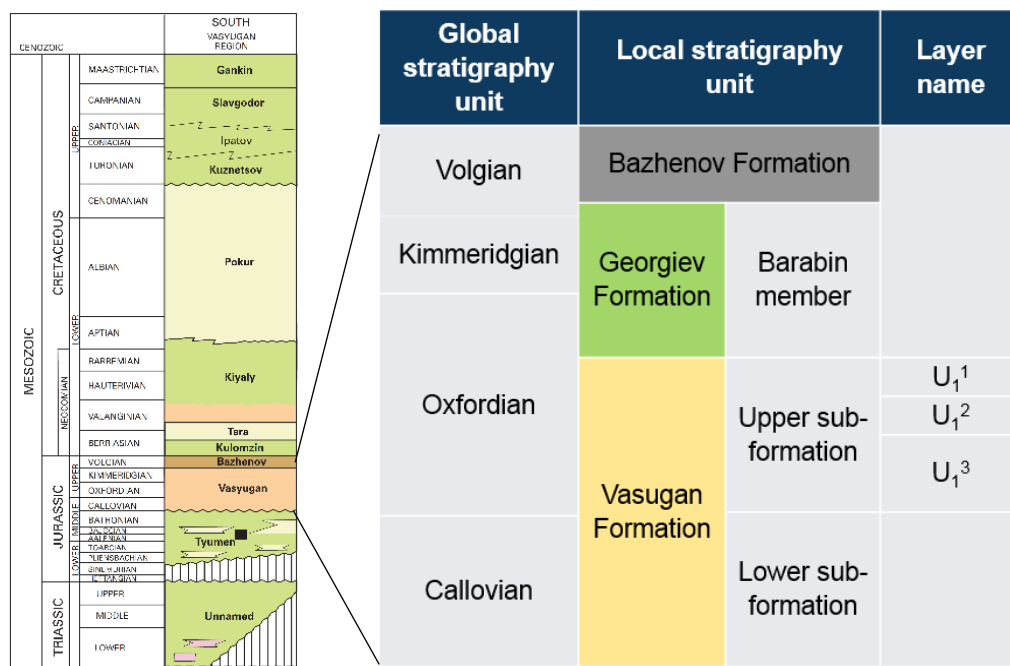 SOUTH
VASYUGAN
REGION
CENOZOIC
MESOZOIC
CRETACEOUS
UPPER
MAASTRICHTIAN
CAMPANIAN
SANTONIAN
CONIACIAN
TURONIAN
CENOMANIAN
LOWER
ALBIAN
APTIAN
NEOCOMIAN
BARREMIAN
HAUTERIVIAN
VALANGINIAN
BERRIASIAN
JURASSIC
UPPER
VOLGIAN
KIMMERIDGIAN
OXFORDIAN
MIDDLE
CALLOVIAN
BATHONIAN
BAJOCIAN
AALENIAN
LOWER
TOARCIAN
PLIENSBACHIAN
SINEMURIAN
HETTANGIAN
TRIASSIC
UPPER
MIDDLE
LOWER
Gankin
Slavgodor
Z Z
Ipatov
Z Z
Kuznetsov
Pokur
Kiyaly
Tara
Kulomzin
Bazhenov
Vasyugan
Tyumen
Unnamed
Global
stratigraphy
unit
Local stratigraphy
unit
Layer
name
Volgian
Bazhenov Formation
Kimmeridgian
Georgiev
Formation
Barabin
member
Oxfordian
Vasugan
Formation
Upper sub-
formation
U₁¹
U₁²
U₁³
Callovian
Lower sub-
formation